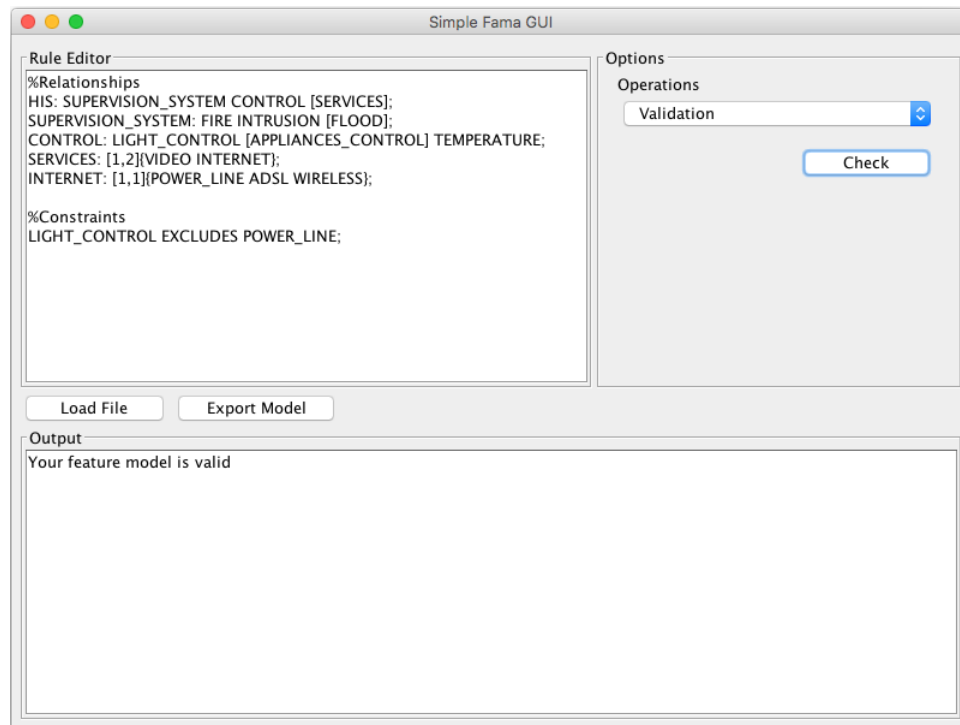 Simple Fama GUI
Rule Editor
%Relationships
HIS: SUPERVISION_SYSTEM CONTROL [SERVICES];
SUPERVISION_SYSTEM: FIRE INTRUSION [FLOOD];
CONTROL: LIGHT_CONTROL [APPLIANCES_CONTROL] TEMPERATURE;
SERVICES: [1,2]{VIDEO INTERNET};
INTERNET: [1,1]{POWER_LINE ADSL WIRELESS};
%Constraints
LIGHT_CONTROL EXCLUDES POWER_LINE;
Options
Operations
Validation
Check
Load File
Export Model
Output
Your feature model is valid